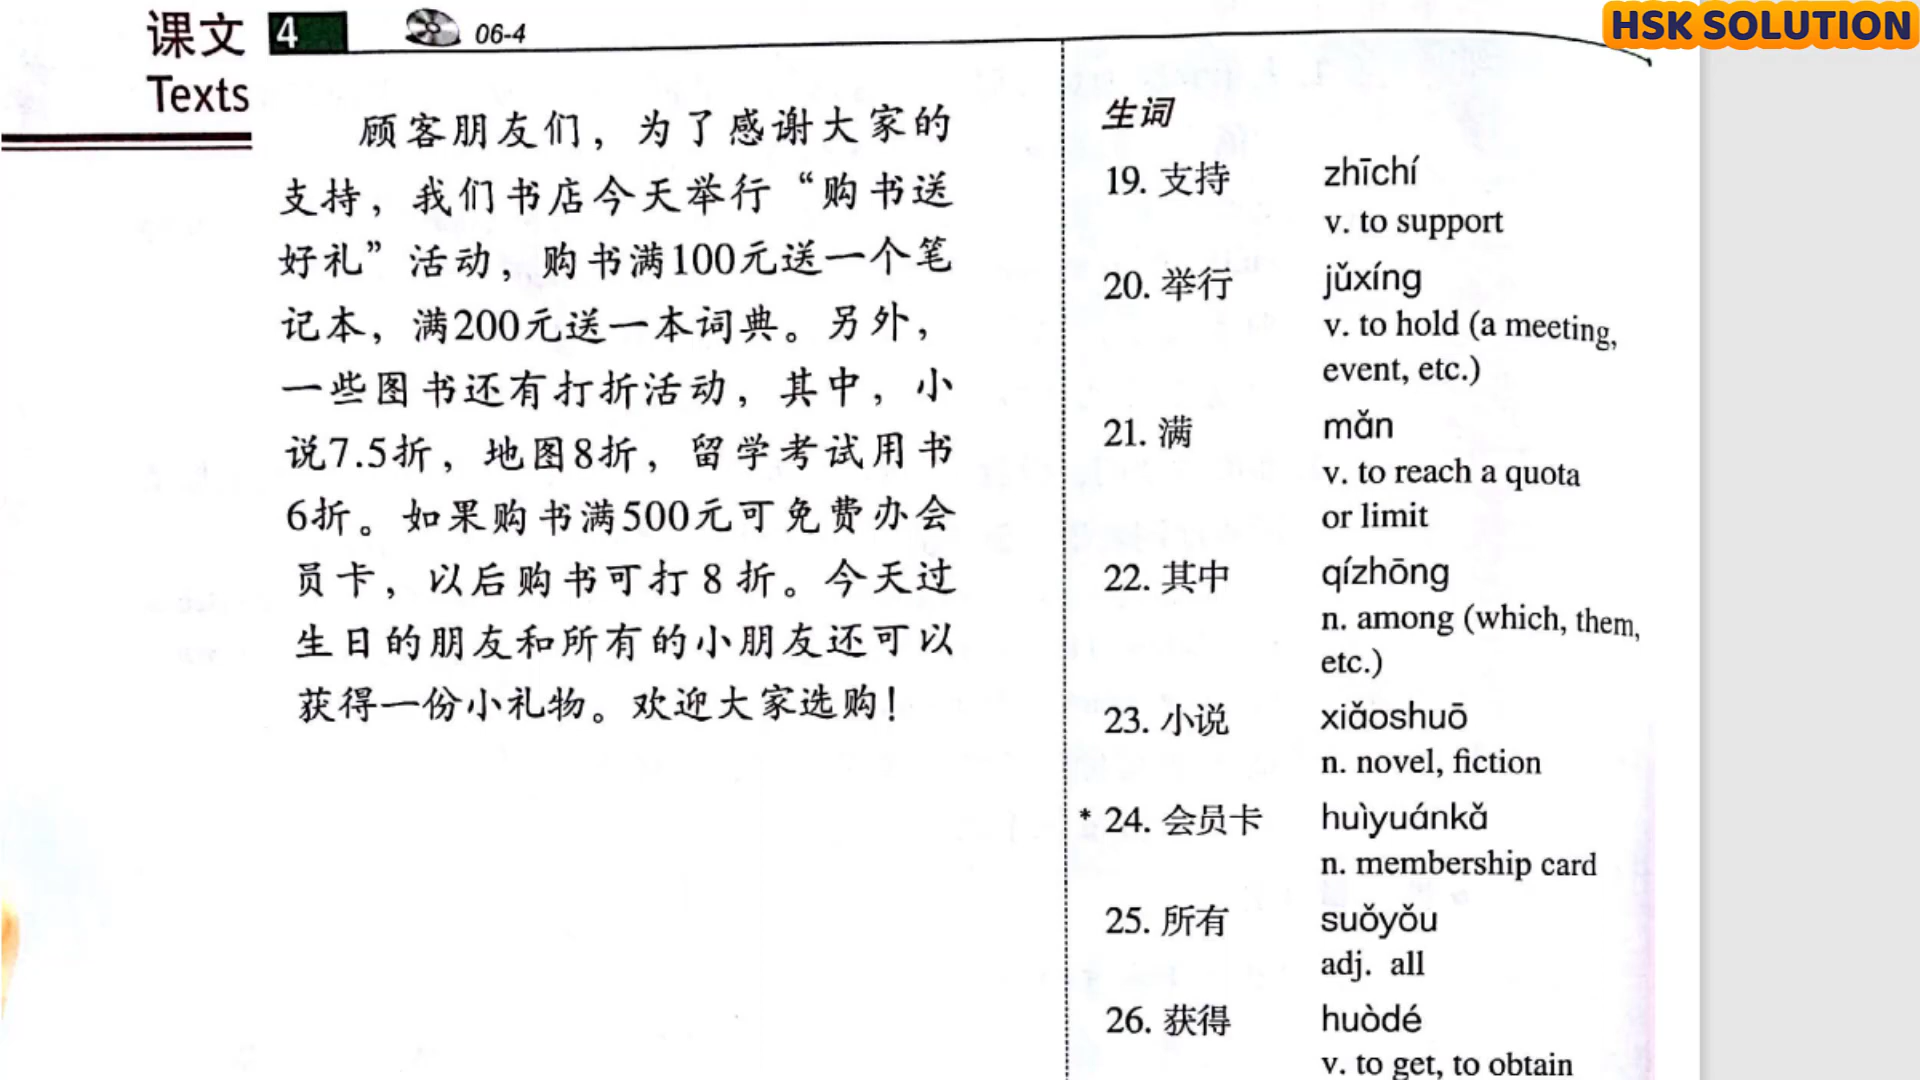 HSK SOLUTION
课文 4 06-4
Texts
顾客朋友们，为了感谢大家的
支持，我们书店今天举行“购书送
好礼”活动，购书满100元送一个笔
记本，满200元送一本词典。另外，
一些图书还有打折活动，其中，小
说7.5折，地图8折，留学考试用书
6折。如果购书满500元可免费办会
员卡，以后购书可打8折。今天过
生日的朋友和所有的小朋友还可以
获得一份小礼物。欢迎大家选购！
生词
19. 支持 zhīchí
v. to support
20. 举行 jǔxíng
v. to hold (a meeting,
event, etc.)
21. 满 mǎn
v. to reach a quota
or limit
22. 其中 qízhōng
n. among (which, them,
etc.)
23. 小说 xiǎoshuō
n. novel, fiction
* 24. 会员卡 huìyuánkǎ
n. membership card
25. 所有 suǒyǒu
adj. all
26. 获得 huòdé
v. to get, to obtain